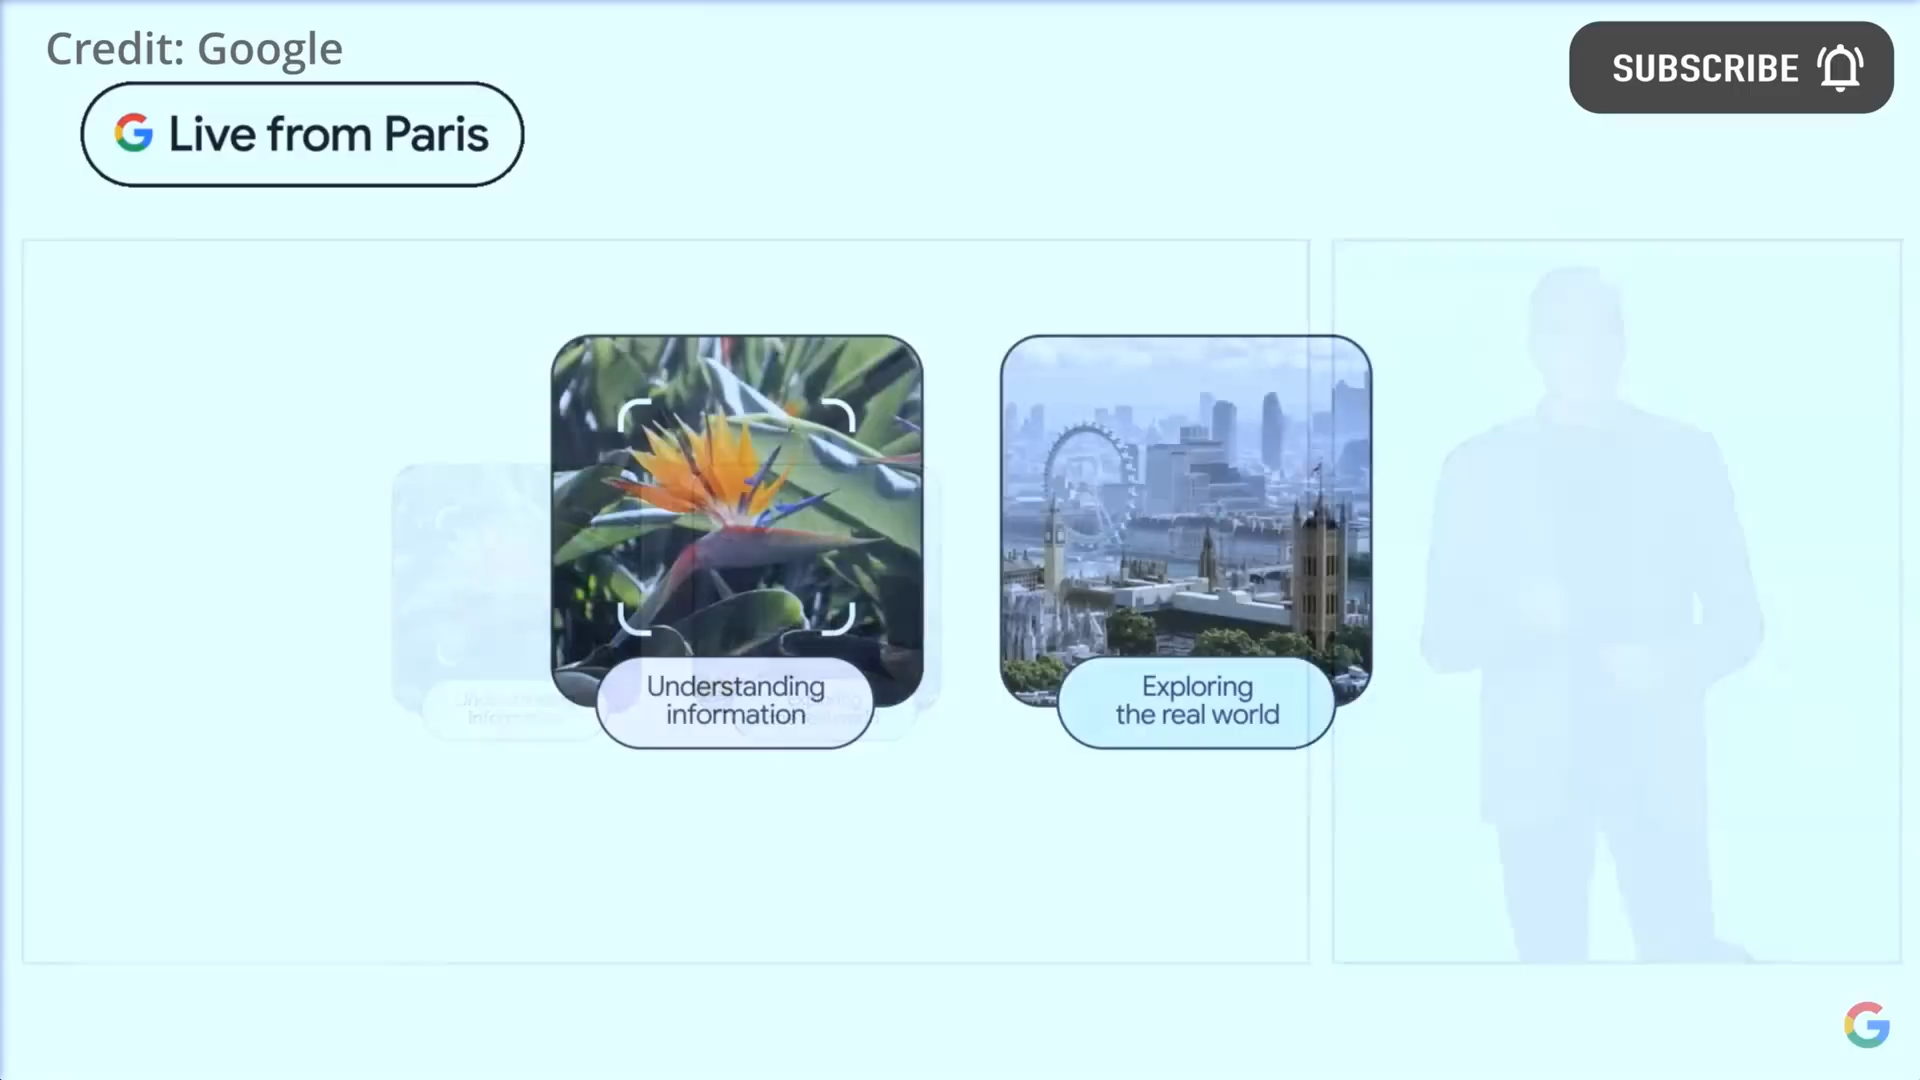 Credit: Google
SUBSCRIBE
Live from Paris
Understanding
information
Exploring
the real world